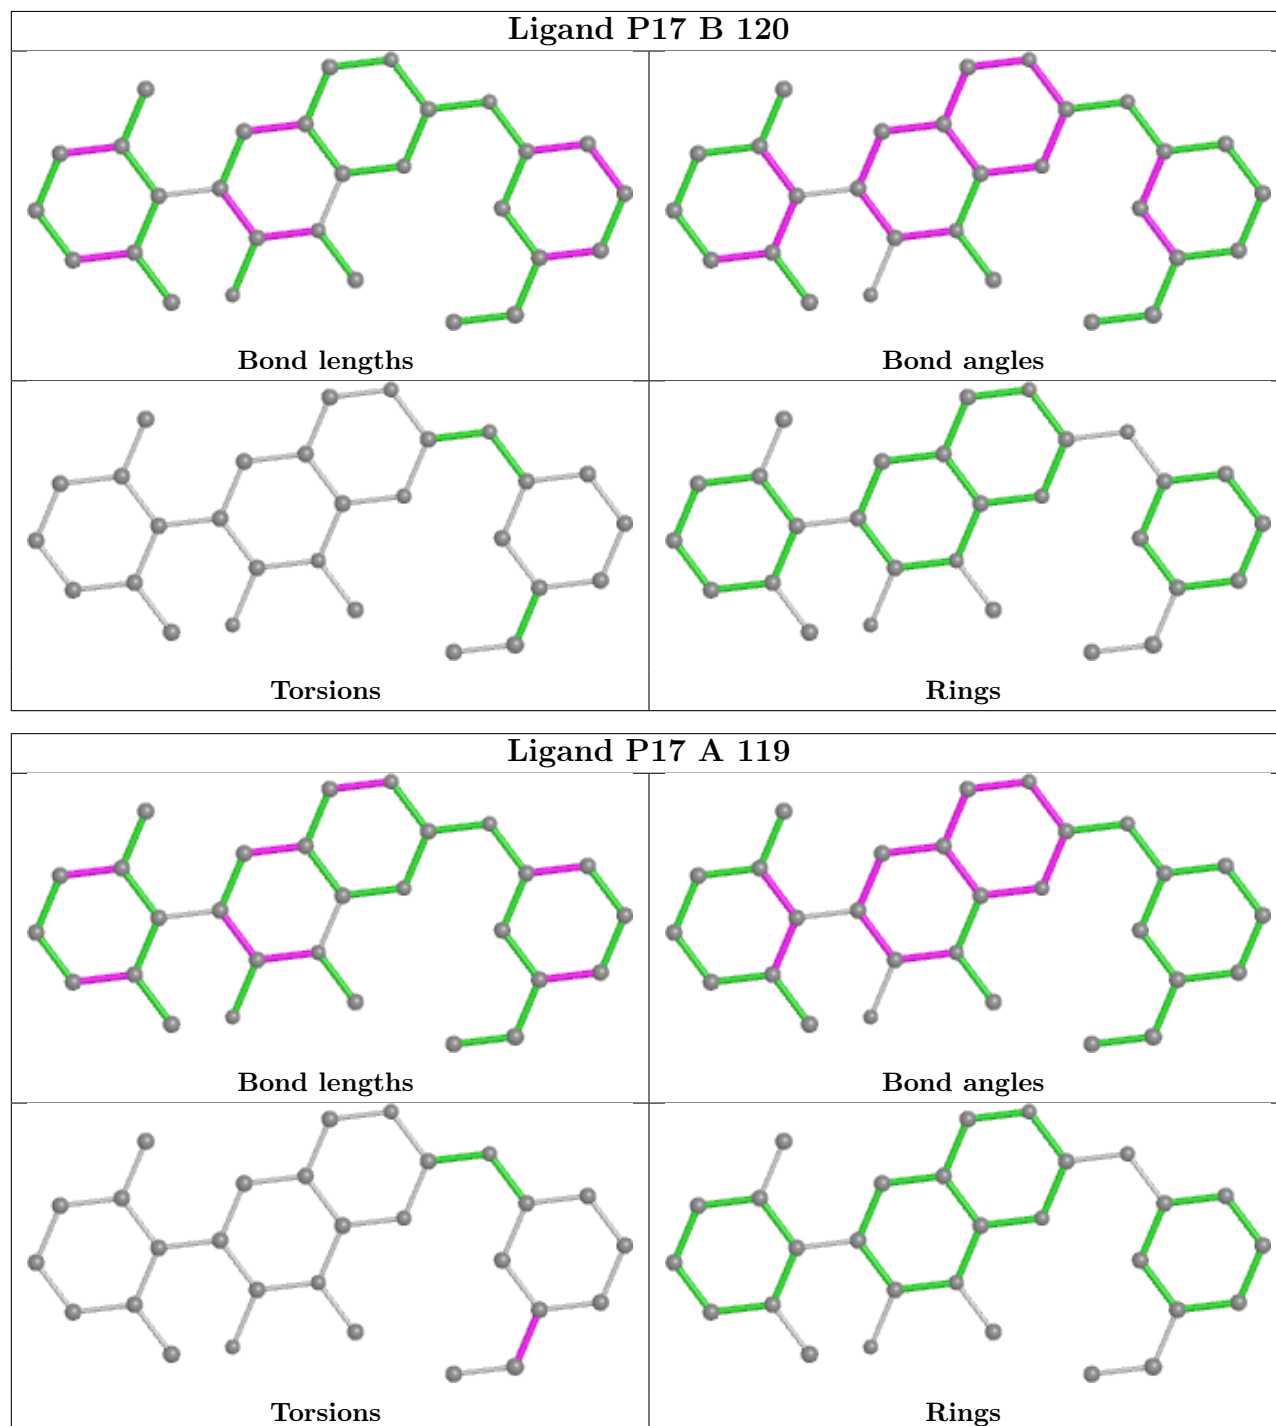 Ligand P17 B 120
Bond lengths
Bond angles
Torsions
Rings
Ligand P17 A 119
Bond lengths
Bond angles
Torsions
Rings